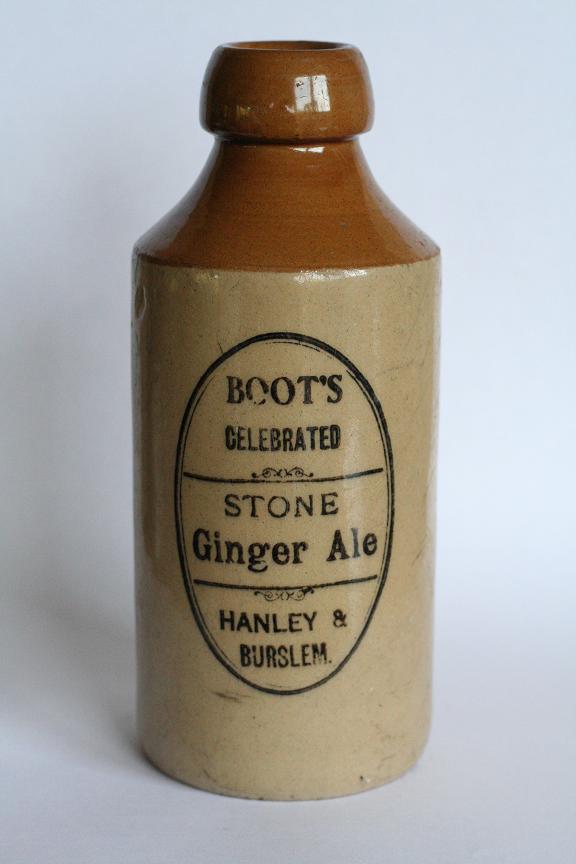 BOOT'S
CELEBRATED
STONE
Ginger Ale
HANLEY &
BURSLEM.